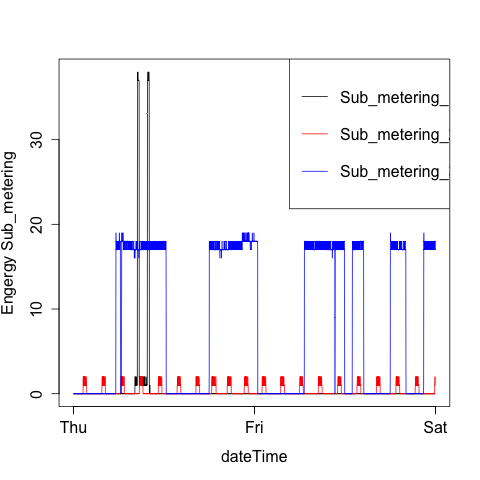 Engergy Sub_metering
30
20
10
0
Sub_metering_
Sub_metering_
Sub_metering_
Thu Fri Sat
dateTime